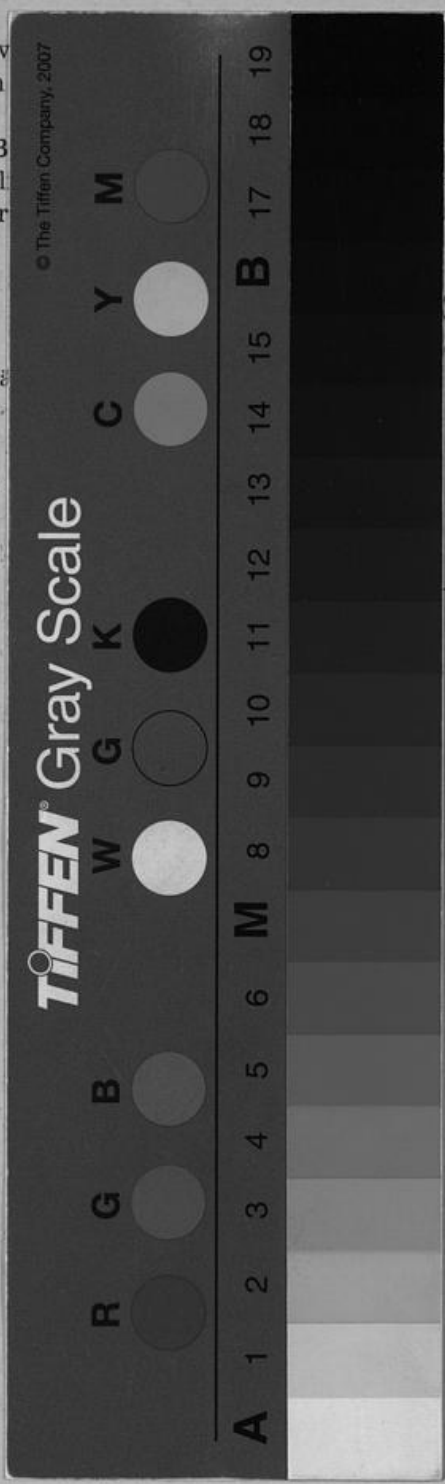 © The Tiffen Company, 2007
TIFFEN® Gray Scale
R G B W G K C Y M
A 1 2 3 4 5 6 M 8 9 10 11 12 13 14 15 B 17 18 19